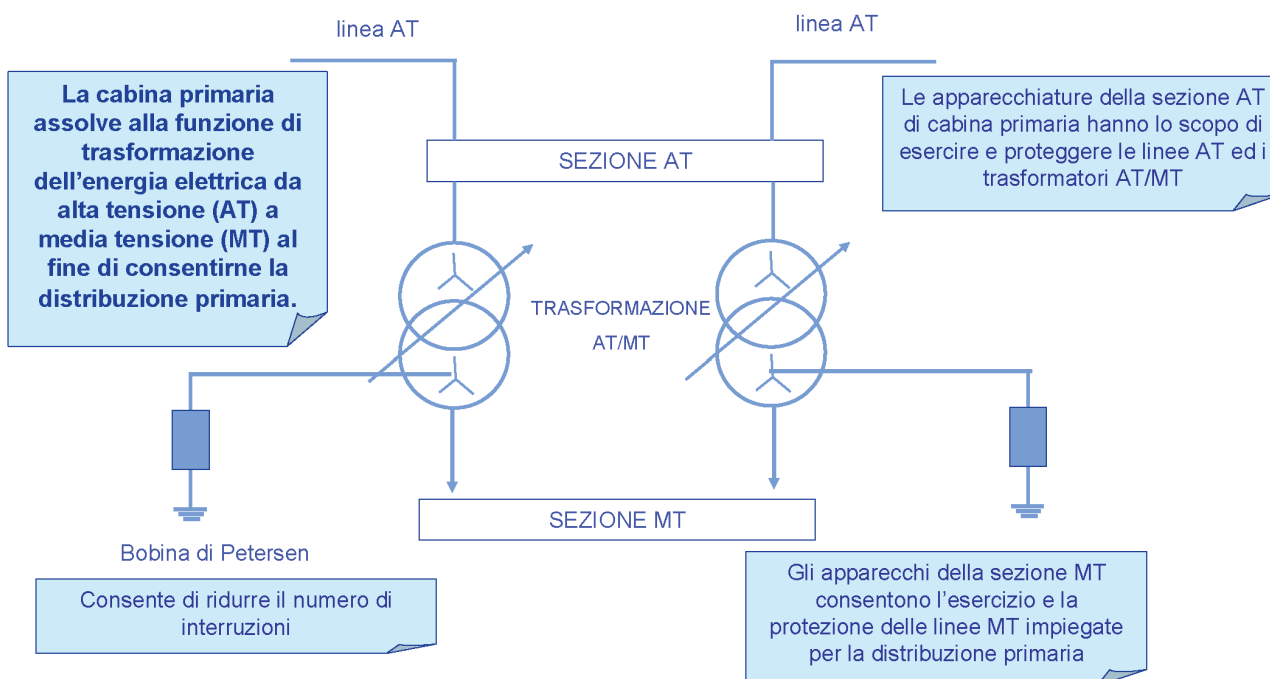 linea AT
linea AT
La cabina primaria
assolve alla funzione di
trasformazione
dell'energia elettrica da
alta tensione (AT) a
media tensione (MT) al
fine di consentirne la
distribuzione primaria.
Le apparecchiature della sezione AT
di cabina primaria hanno lo scopo di
esercire e proteggere le linee AT ed i
trasformatori AT/MT
SEZIONE AT
TRASFORMAZIONE
AT/MT
SEZIONE MT
Bobina di Petersen
Consente di ridurre il numero di
interruzioni
Gli apparecchi della sezione MT
consentono l'esercizio e la
protezione delle linee MT impiegate
per la distribuzione primaria